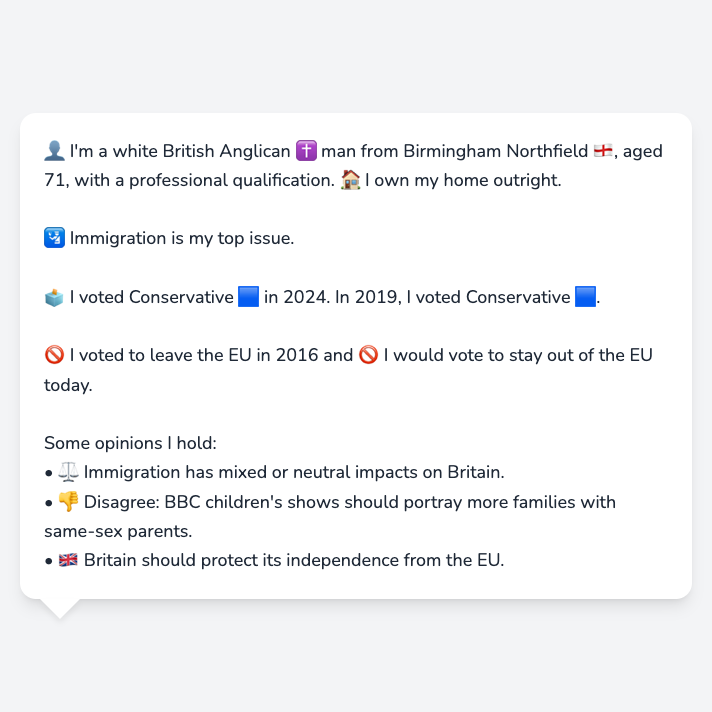 👤 I'm a white British Anglican ✝️ man from Birmingham Northfield 🏴󠁧󠁢󠁥󠁮󠁧󠁿, aged
71, with a professional qualification. 🏠 I own my home outright.
🛂 Immigration is my top issue.
🗳️ I voted Conservative 🟦 in 2024. In 2019, I voted Conservative 🟦.
🚫 I voted to leave the EU in 2016 and 🚫 I would vote to stay out of the EU
today.
Some opinions I hold:
• ⚖️ Immigration has mixed or neutral impacts on Britain.
• 👎 Disagree: BBC children's shows should portray more families with
same-sex parents.
• 🇬🇧 Britain should protect its independence from the EU.